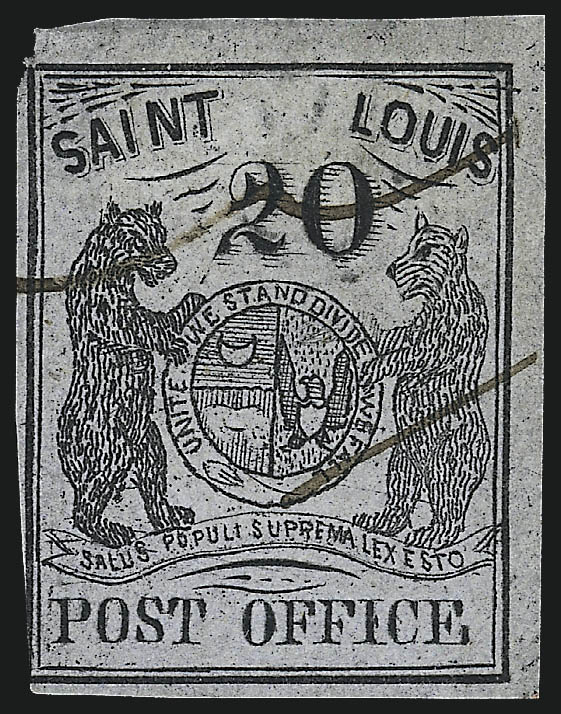 SAINT LOUIS
20
UNITED WE STAND DIVIDED WE FALL
SALUS POPULI SUPREMA LEX ESTO
POST OFFICE